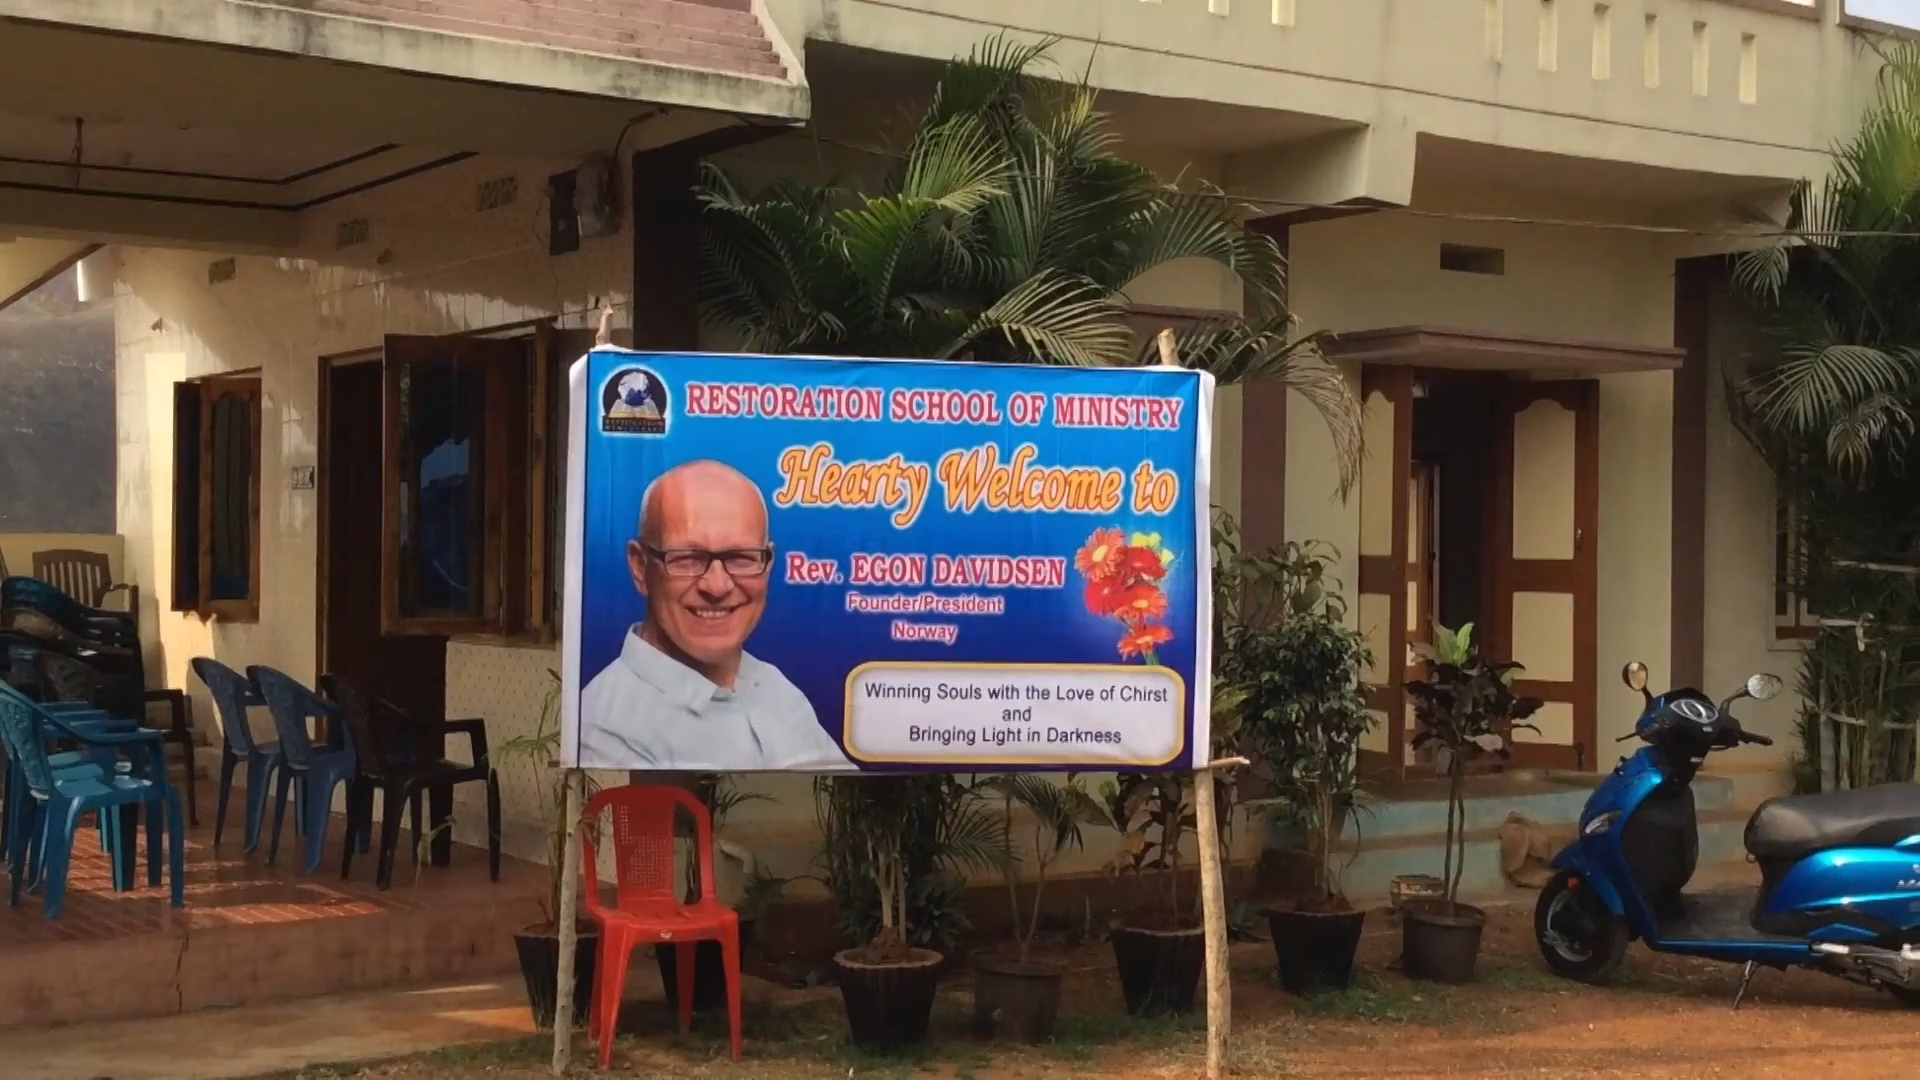 RESTORATION SCHOOL OF MINISTRY
Hearty Welcome to
Rev. EGON DAVIDSEN
Founder/President
Norway
Winning Souls with the Love of Chirst
and
Bringing Light in Darkness